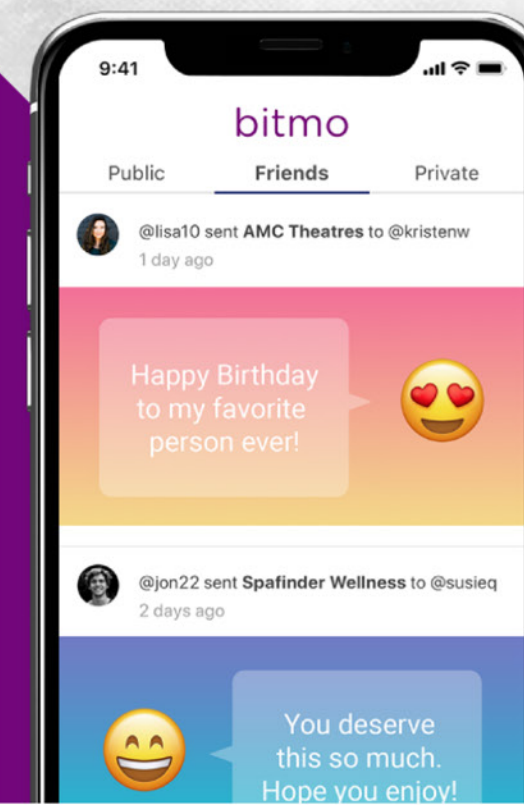 9:41
bitmo
Public Friends Private
@lisa10 sent AMC Theatres to @kristenw
1 day ago
Happy Birthday
to my favorite
person ever!
@jon22 sent Spafinder Wellness to @susieq
2 days ago
You deserve
this so much.
Hope you enjoy!